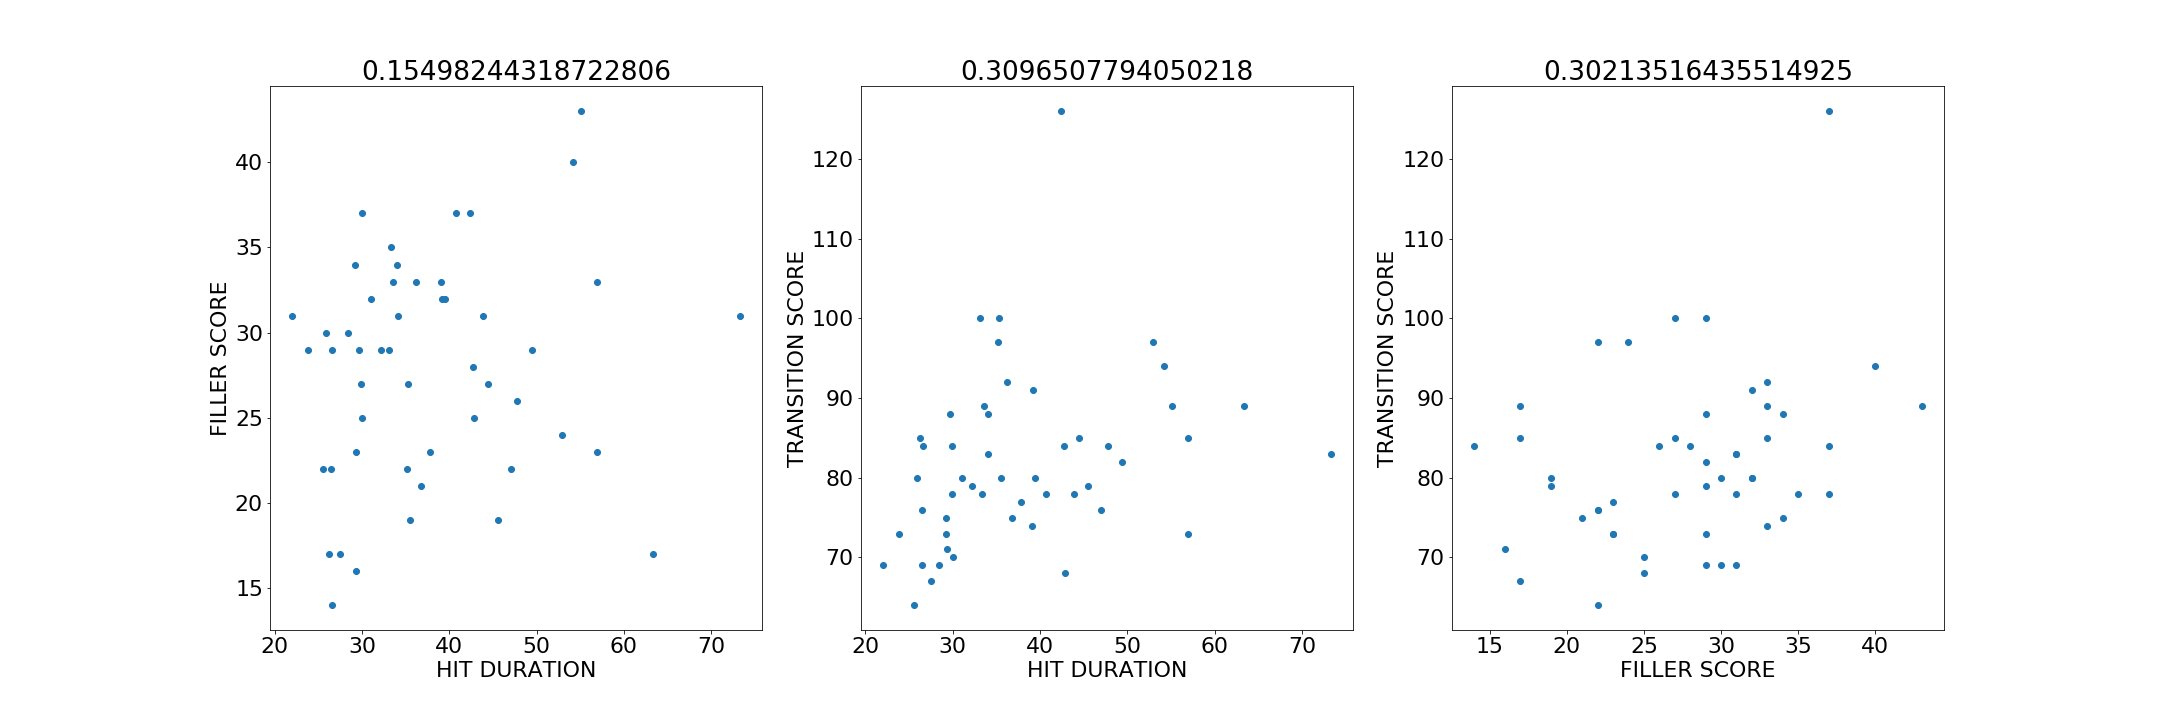 0.15498244318722806
FILLER SCORE
40
35
30
25
20
15
20 30 40 50 60 70
HIT DURATION
0.3096507794050218
TRANSITION SCORE
120
110
100
90
80
70
20 30 40 50 60 70
HIT DURATION
0.30213516435514925
TRANSITION SCORE
120
110
100
90
80
70
15 20 25 30 35 40
FILLER SCORE